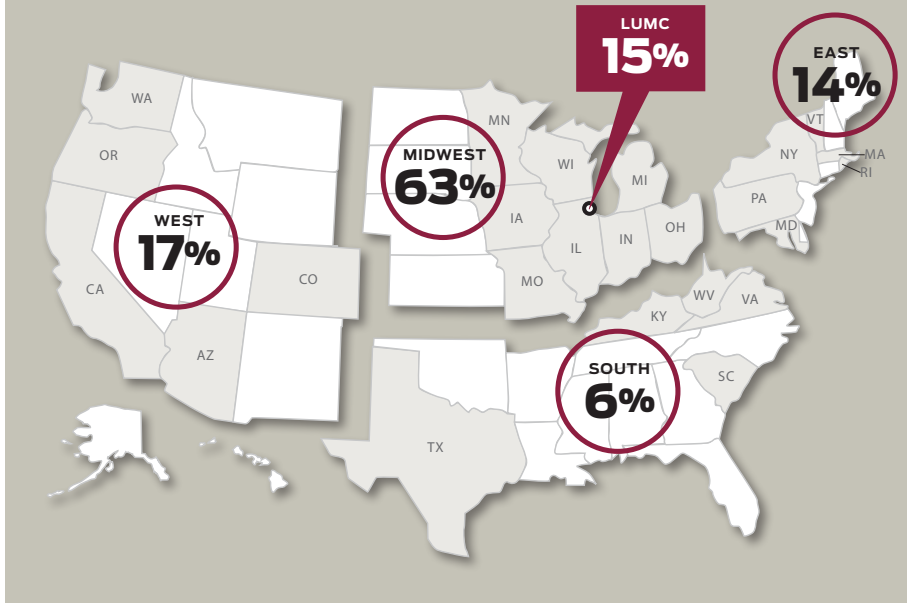 LUMC
15%
EAST
14%
WA
MN
VT
OR
MIDWEST
63%
WI
NY
MA
MI
RI
PA
WEST
17%
IA
OH
MD
IL
IN
CO
MO
CA
WV
VA
KY
AZ
SOUTH
6%
SC
TX